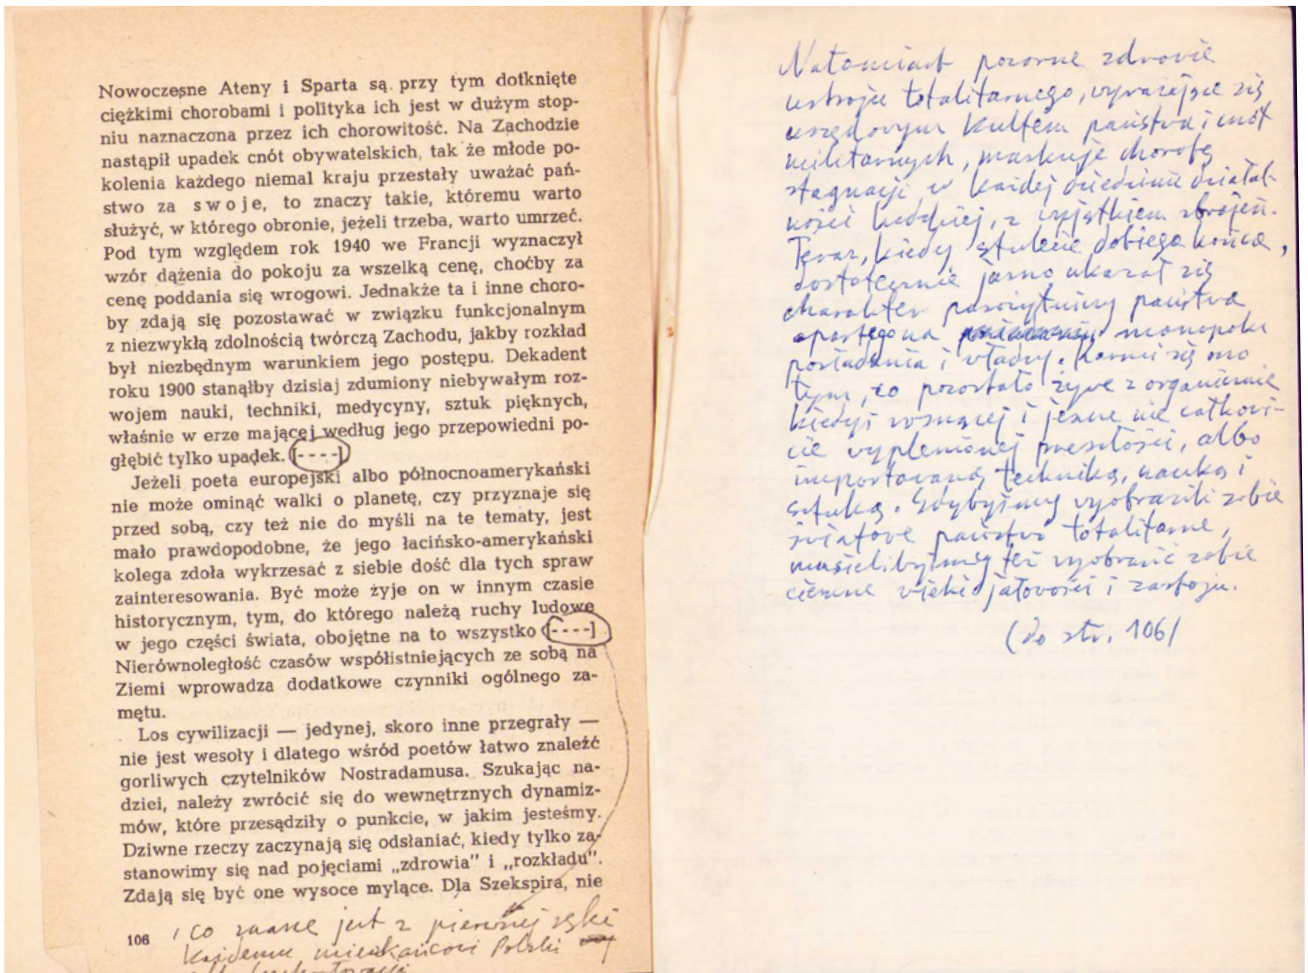 Nowoczesne Ateny i Sparta są przy tym dotknięte
ciężkimi chorobami i polityka ich jest w dużym stop-
niu naznaczona przez ich chorowitość. Na Zachodzie
nastąpił upadek cnót obywatelskich, tak że młode po-
kolenia każdego niemal kraju przestały uważać pań-
stwo za swoje, to znaczy takie, któremu warto
służyć, w którego obronie, jeżeli trzeba, warto umrzeć.
Pod tym względem rok 1940 we Francji wyznaczył
wzór dążenia do pokoju za wszelką cenę, choćby za
cenę poddania się wrogowi. Jednakże ta i inne choro-
by zdają się pozostawać w związku funkcjonalnym
z niezwykłą zdolnością twórczą Zachodu, jakby rozkład
był niezbędnym warunkiem jego postępu. Dekadent
roku 1900 stanąłby dzisiaj zdumiony niebywałym roz-
wojem nauki, techniki, medycyny, sztuk pięknych,
właśnie w erze mającej według jego przepowiedni po-
głębić tylko upadek. [----]
Jeżeli poeta europejski albo północnoamerykański
nie może ominąć walki o planetę, czy przyznaje się
przed sobą, czy też nie do myśli na te tematy, jest
mało prawdopodobne, że jego łacińsko-amerykański
kolega zdoła wykrzesać z siebie dość dla tych spraw
zainteresowania. Być może żyje on w innym czasie
historycznym, tym, do którego należą ruchy ludowe
w jego części świata, obojętne na to wszystko [----]
Nierównoległość czasów współistniejących ze sobą na
Ziemi wprowadza dodatkowe czynniki ogólnego za-
mętu.
Los cywilizacji — jedynej, skoro inne przegrały —
nie jest wesoły i dlatego wśród poetów łatwo znaleźć
gorliwych czytelników Nostradamusa. Szukając na-
dziei, należy zwrócić się do wewnętrznych dynamiz-
mów, które przesądziły o punkcie, w jakim jesteśmy.
Dziwne rzeczy zaczynają się odsłaniać, kiedy tylko za-
stanowimy się nad pojęciami „zdrowia" i „rozkładu".
Zdają się być one wysoce mylące. Dla Szekspira, nie
106
, co znane jest z pierwszej ręki
każdemu mieszkańcowi Polski
Natomiast pozorne zdrowie
ustroju totalitarnego, wyrażające się
urzędowym kultem państwa i cnót
militarnych, maskuje chorobę
stagnacji w każdej dziedzinie działal-
ności ludzkiej, z wyjątkiem zbrojeń.
Teraz, kiedy stulecie dobiega końca,
dostatecznie jasno ukazał się
charakter pasożytniczy państwa
opartego na monopolu
posiadania i władzy. Karmi się ono
tym, co pozostało żywe z organicznie
kiedyś rosnącej i jeszcze nie całkowi-
cie wyplenionej przeszłości, albo
importowaną techniką, nauką i
sztuką. Gdybyśmy wyobrazili sobie
światowe państwo totalitarne,
musielibyśmy też wyobrazić sobie
ciemne wieki jałowości i zastoju.
(do str. 106)